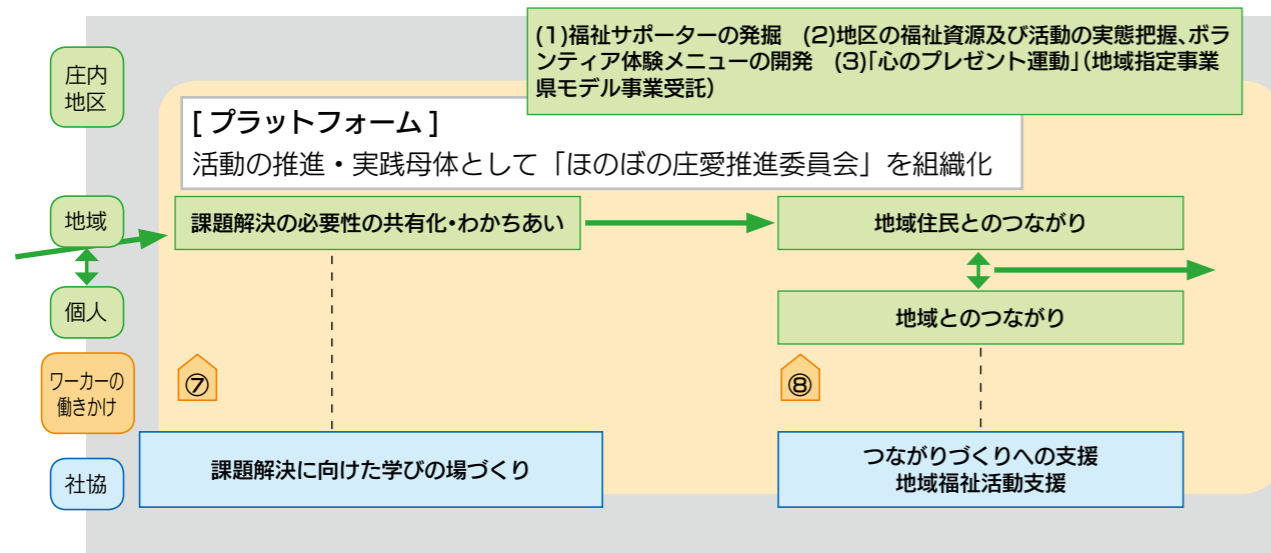 (1)福祉サポーターの発掘　(2)地区の福祉資源及び活動の実態把握、ボラ
ンティア体験メニューの開発　(3)「心のプレゼント運動」(地域指定事業
県モデル事業受託)
庄内
地区
[ プラットフォーム ]
活動の推進・実践母体として「ほのぼの庄愛推進委員会」を組織化
地域
課題解決の必要性の共有化・わかちあい
地域住民とのつながり
個人
地域とのつながり
ワーカーの
働きかけ
⑦
⑧
社協
課題解決に向けた学びの場づくり
つながりづくりへの支援
地域福祉活動支援